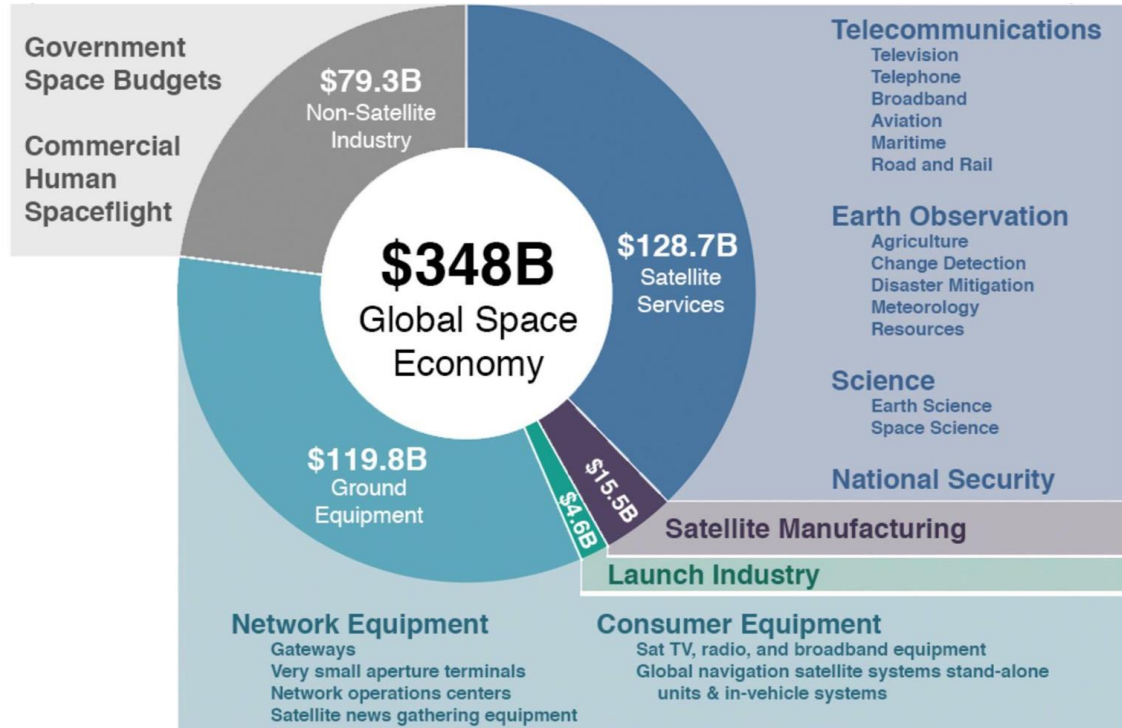 Government
Space Budgets
Commercial
Human
Spaceflight
$79.3B
Non-Satellite
Industry
$348B
Global Space
Economy
$128.7B
Satellite
Services
$15.5B
$4.6B
$119.8B
Ground
Equipment
Telecommunications
Television
Telephone
Broadband
Aviation
Maritime
Road and Rail
Earth Observation
Agriculture
Change Detection
Disaster Mitigation
Meteorology
Resources
Science
Earth Science
Space Science
National Security
Satellite Manufacturing
Launch Industry
Network Equipment
Gateways
Very small aperture terminals
Network operations centers
Satellite news gathering equipment
Consumer Equipment
Sat TV, radio, and broadband equipment
Global navigation satellite systems stand-alone
units & in-vehicle systems